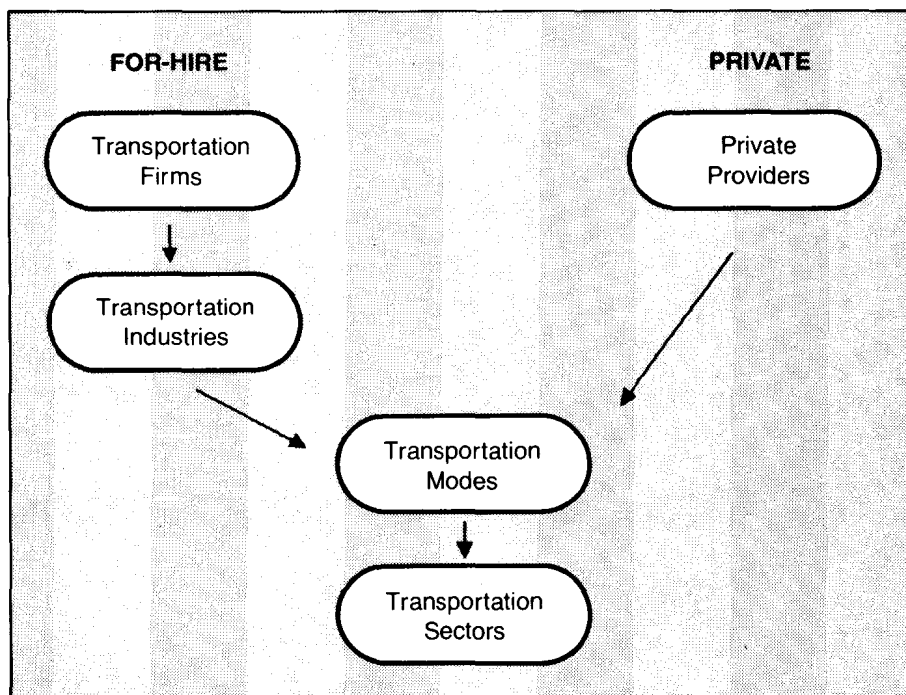 FOR-HIRE
PRIVATE
Transportation
Firms
Private
Providers
Transportation
Industries
Transportation
Modes
Transportation
Sectors